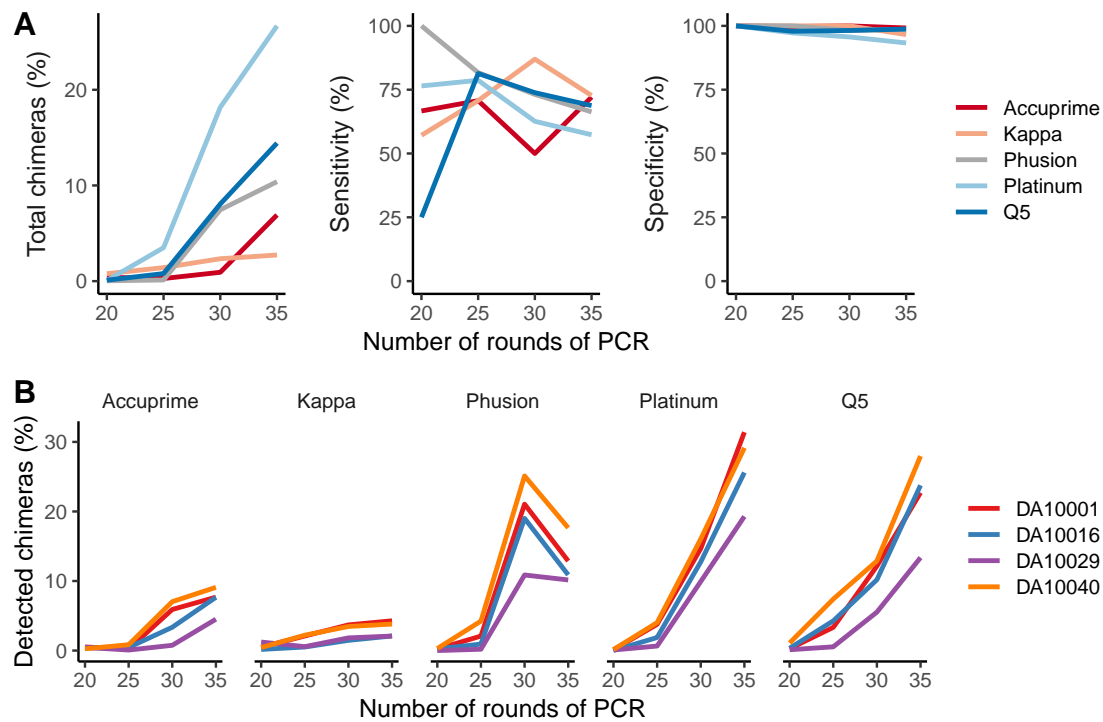 A
Total chimeras (%)
0
10
20
20 25 30 35
Sensitivity (%)
0
25
50
75
100
20 25 30 35
Specificity (%)
0
25
50
75
100
20 25 30 35
Number of rounds of PCR
Accuprime
Kappa
Phusion
Platinum
Q5
B
Accuprime Kappa Phusion Platinum Q5
Detected chimeras (%)
30
20
10
0
20 25 30 35 20 25 30 35 20 25 30 35 20 25 30 35 20 25 30 35
Number of rounds of PCR
DA10001
DA10016
DA10029
DA10040